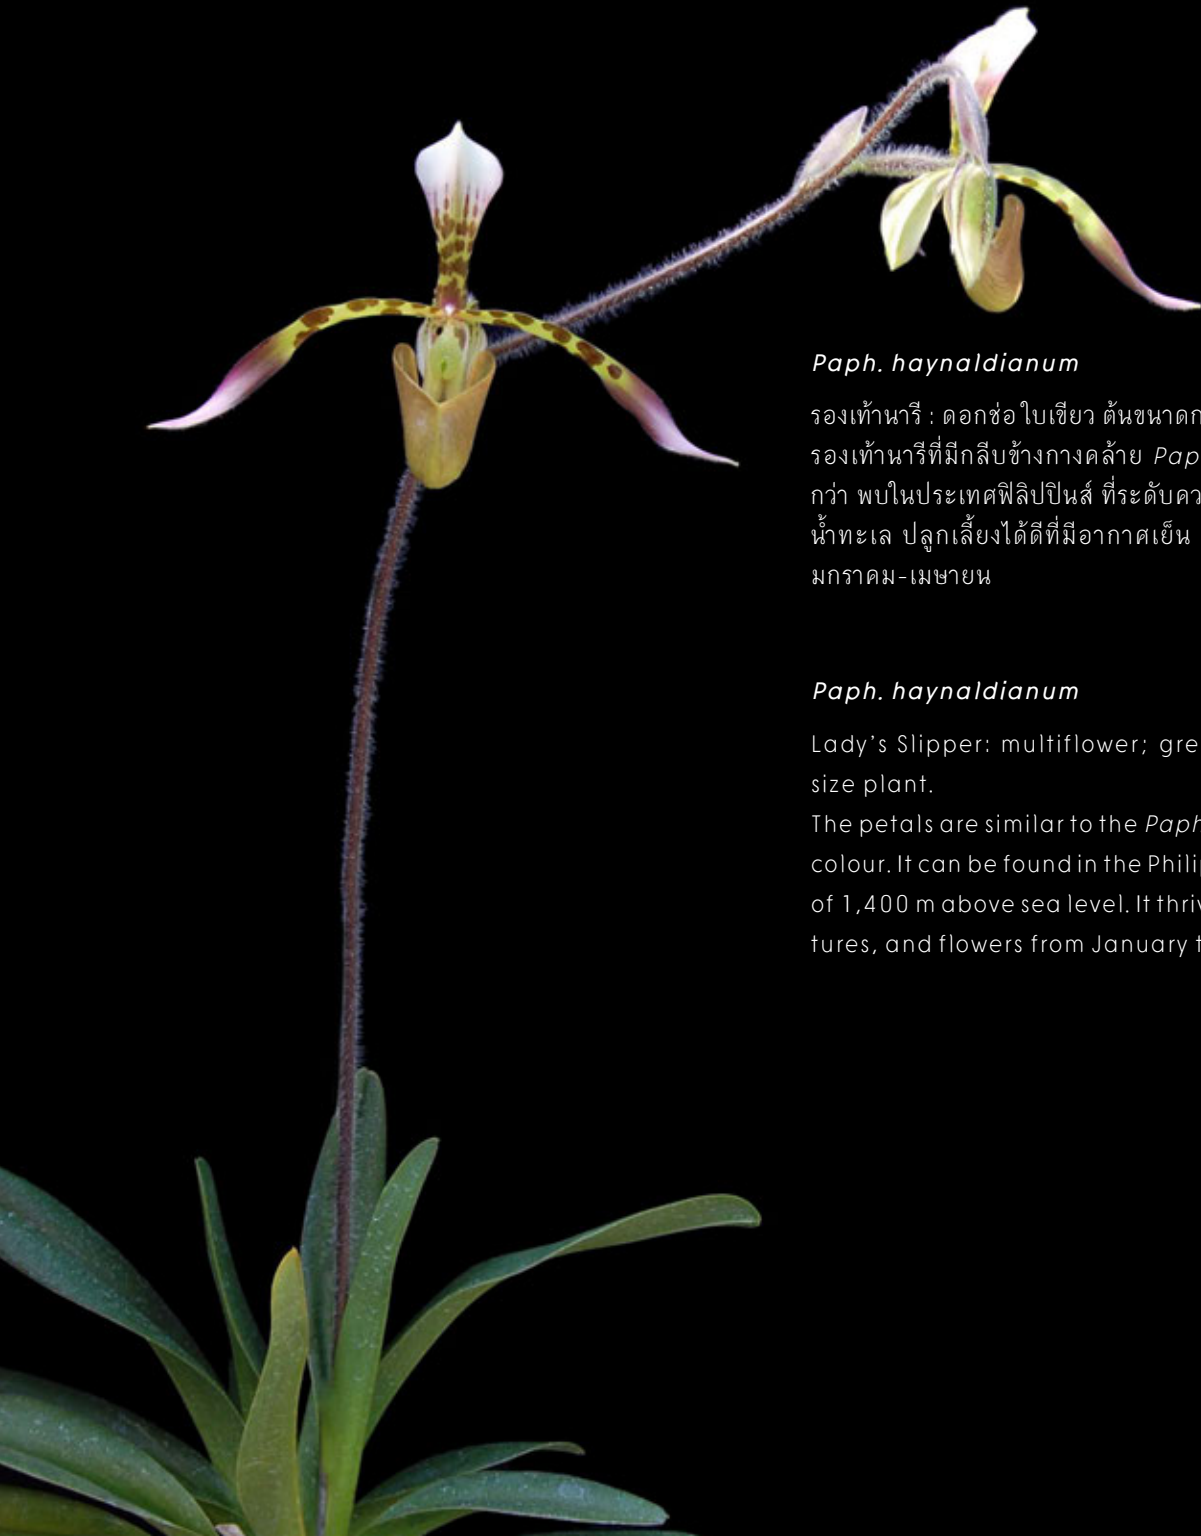 Paph. haynaldianum
รองเท้านารี : ดอกช่อ ใบเขียว ต้นขนาดก
รองเท้านารีที่มีกลีบข้างกางคล้าย Pap
กว่า พบในประเทศฟิลิปปินส์ ที่ระดับคว
น้ำทะเล ปลูกเลี้ยงได้ดีที่มีอากาศเย็น
มกราคม-เมษายน
Paph. haynaldianum
Lady’s Slipper: multiflower; gre
size plant.
The petals are similar to the Paph
colour. It can be found in the Philip
of 1,400 m above sea level. It thriv
tures, and flowers from January t